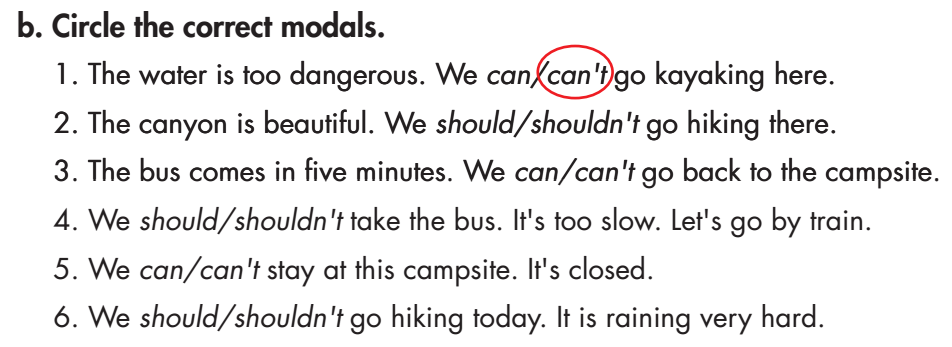 b. Circle the correct modals.
1. The water is too dangerous. We can/can't go kayaking here.
2. The canyon is beautiful. We should/shouldn't go hiking there.
3. The bus comes in five minutes. We can/can't go back to the campsite.
4. We should/shouldn't take the bus. It's too slow. Let's go by train.
5. We can/can't stay at this campsite. It's closed.
6. We should/shouldn't go hiking today. It is raining very hard.